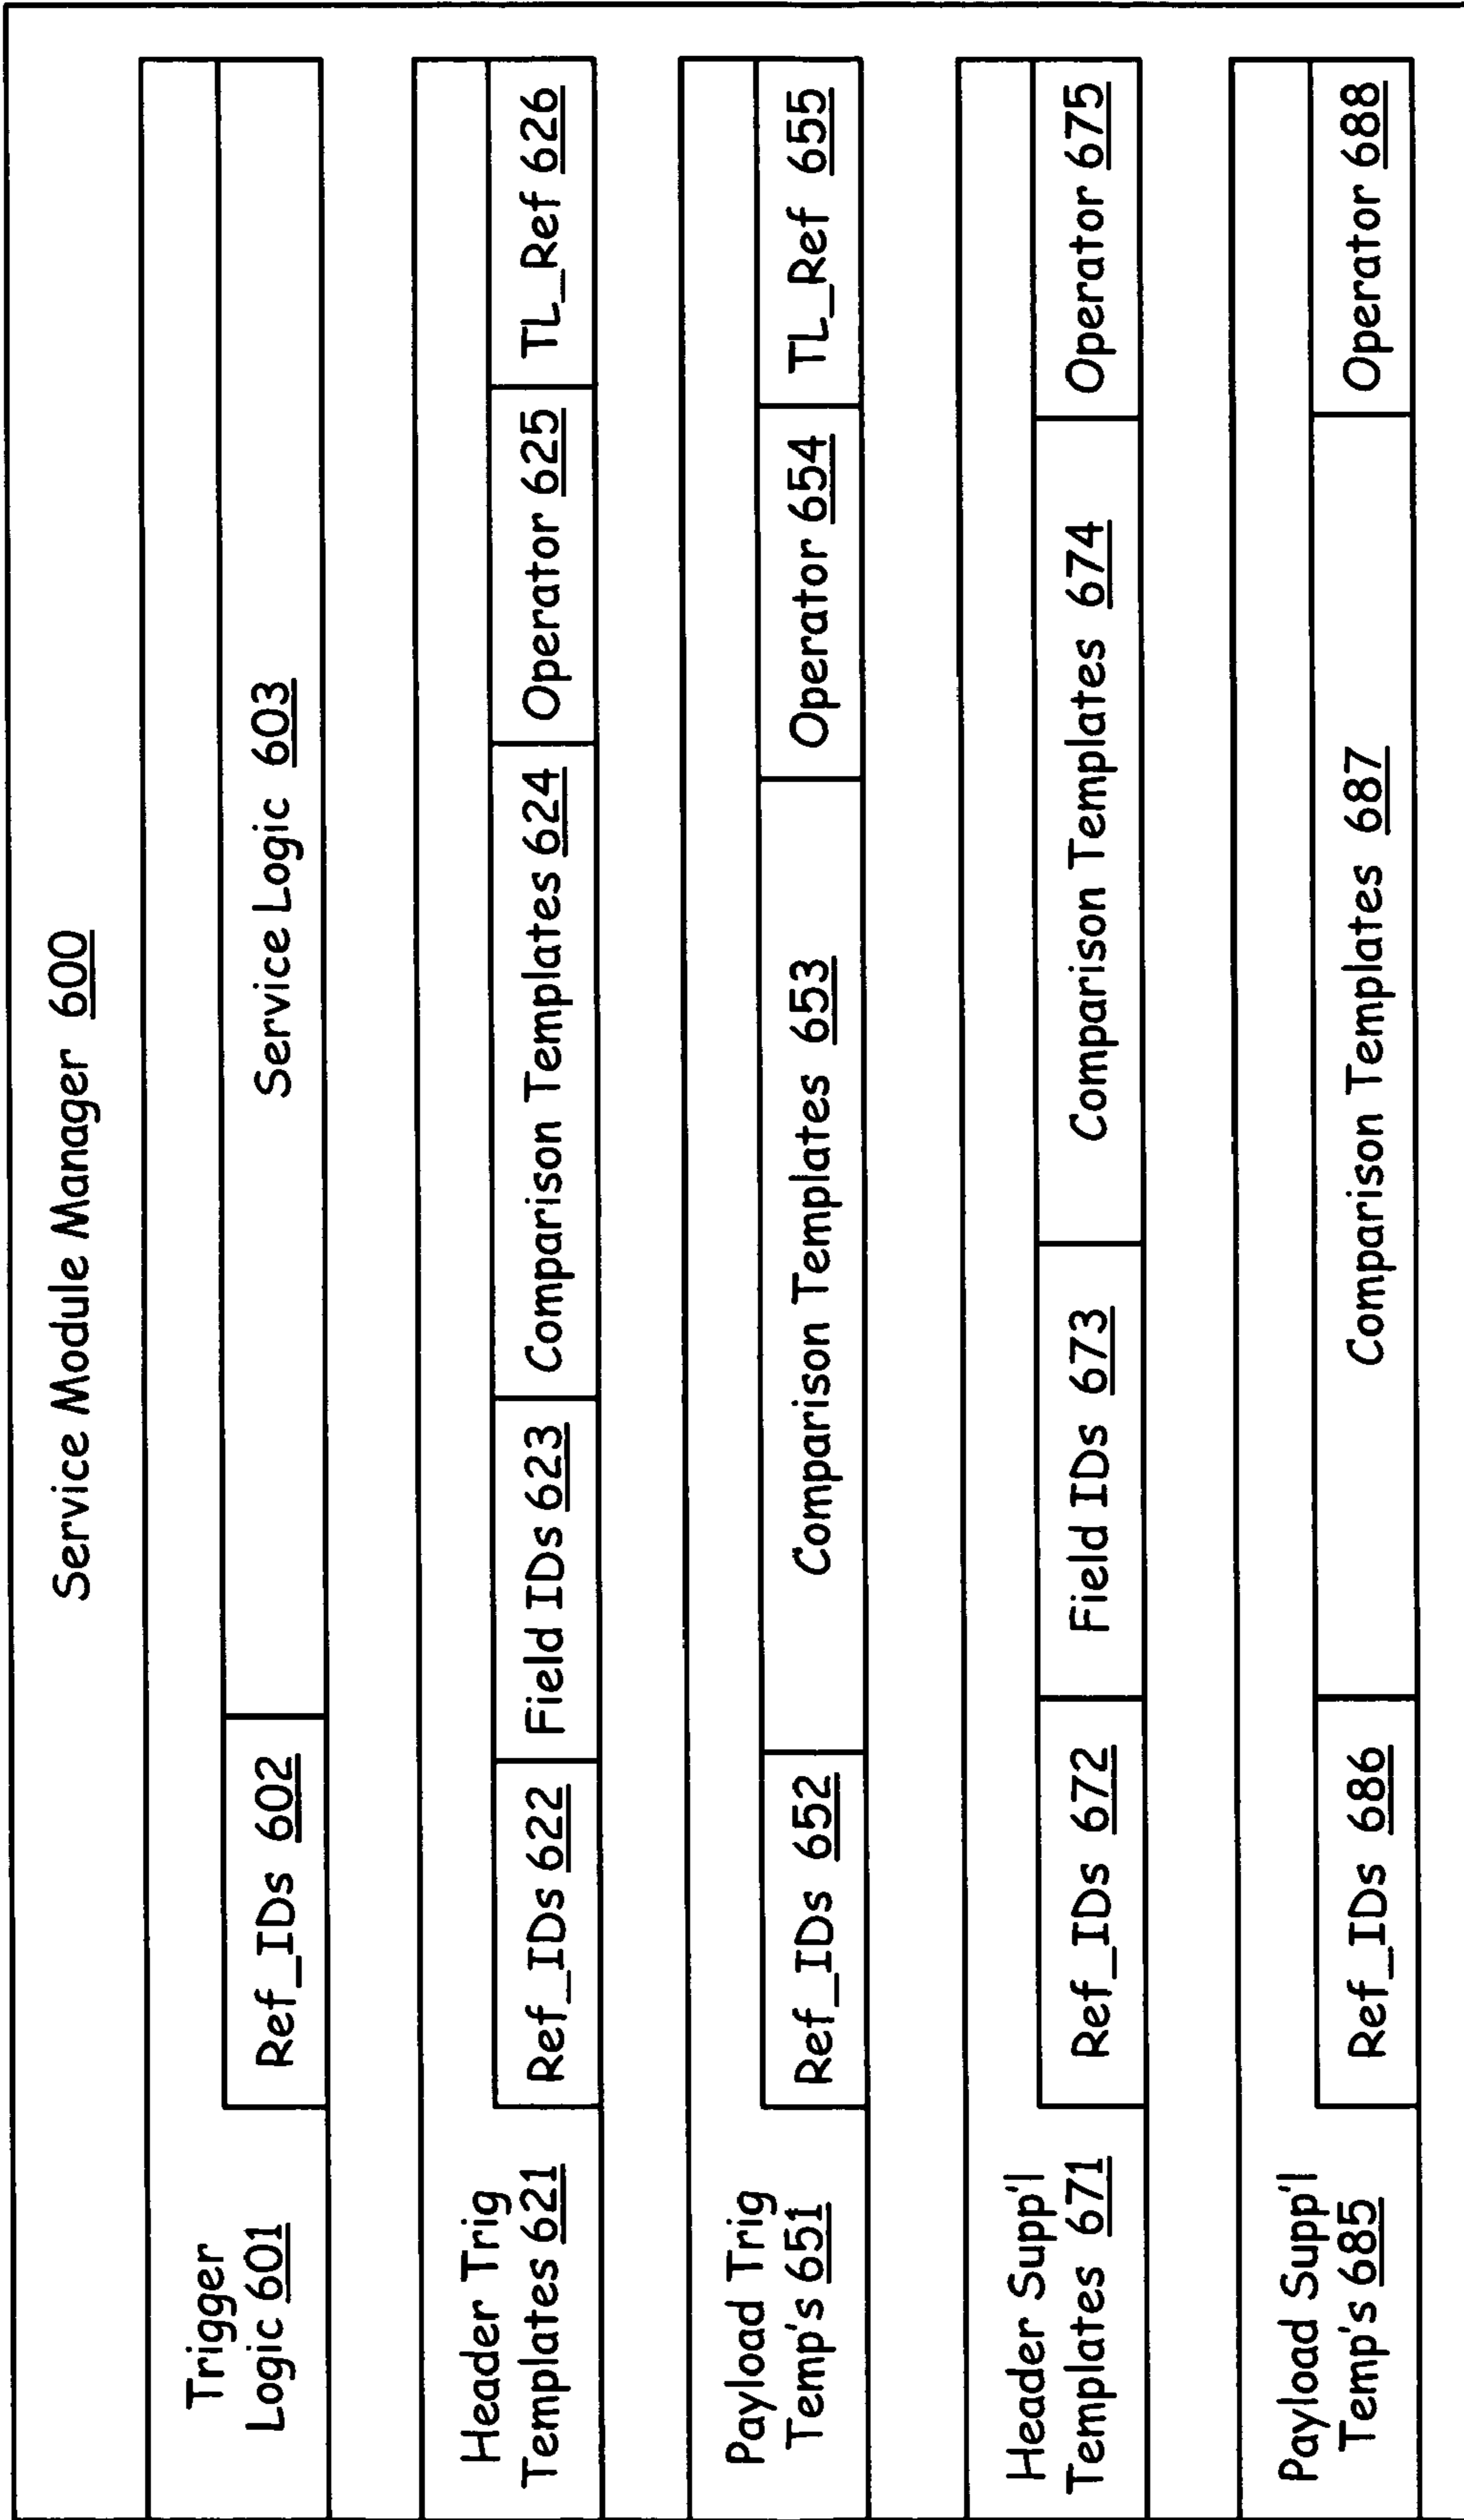 Service Module Manager 600
Trigger
Logic 601
Ref_IDs 602
Service Logic 603
Header Trig
Templates 621
Ref_IDs 622
Field IDs 623
Comparison Templates 624
Operator 625
TL_Ref 626
Payload Trig
Temp's 651
Ref_IDs 652
Comparison Templates 653
Operator 654
TL_Ref 655
Header Supp'l
Templates 671
Ref_IDs 672
Field IDs 673
Comparison Templates 674
Operator 675
Payload Supp'l
Temp's 685
Ref_IDs 686
Comparison Templates 687
Operator 688